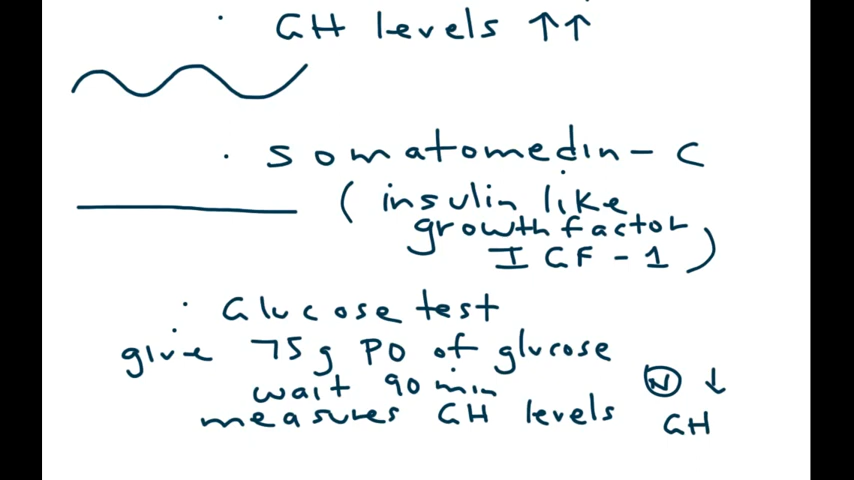 · GH levels ↑↑
· Somatomedin - C
( insulin like
growth factor
IGF - 1 )
· Glucose test
give 75g PO of glucose
wait 90 min
measures GH levels
Ⓝ ↓
GH